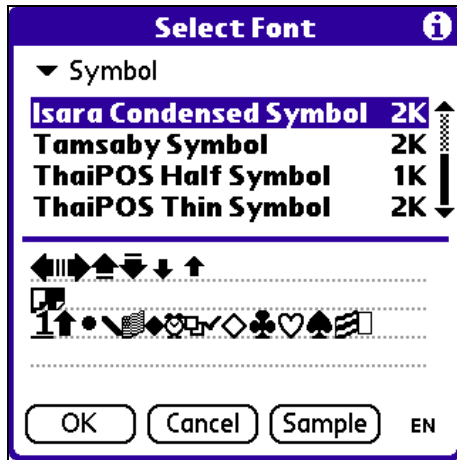 Select Font
Symbol
Isara Condensed Symbol 2K
Tamsaby Symbol 2K
ThaiPOS Half Symbol 1K
ThaiPOS Thin Symbol 2K
1
OK Cancel Sample EN